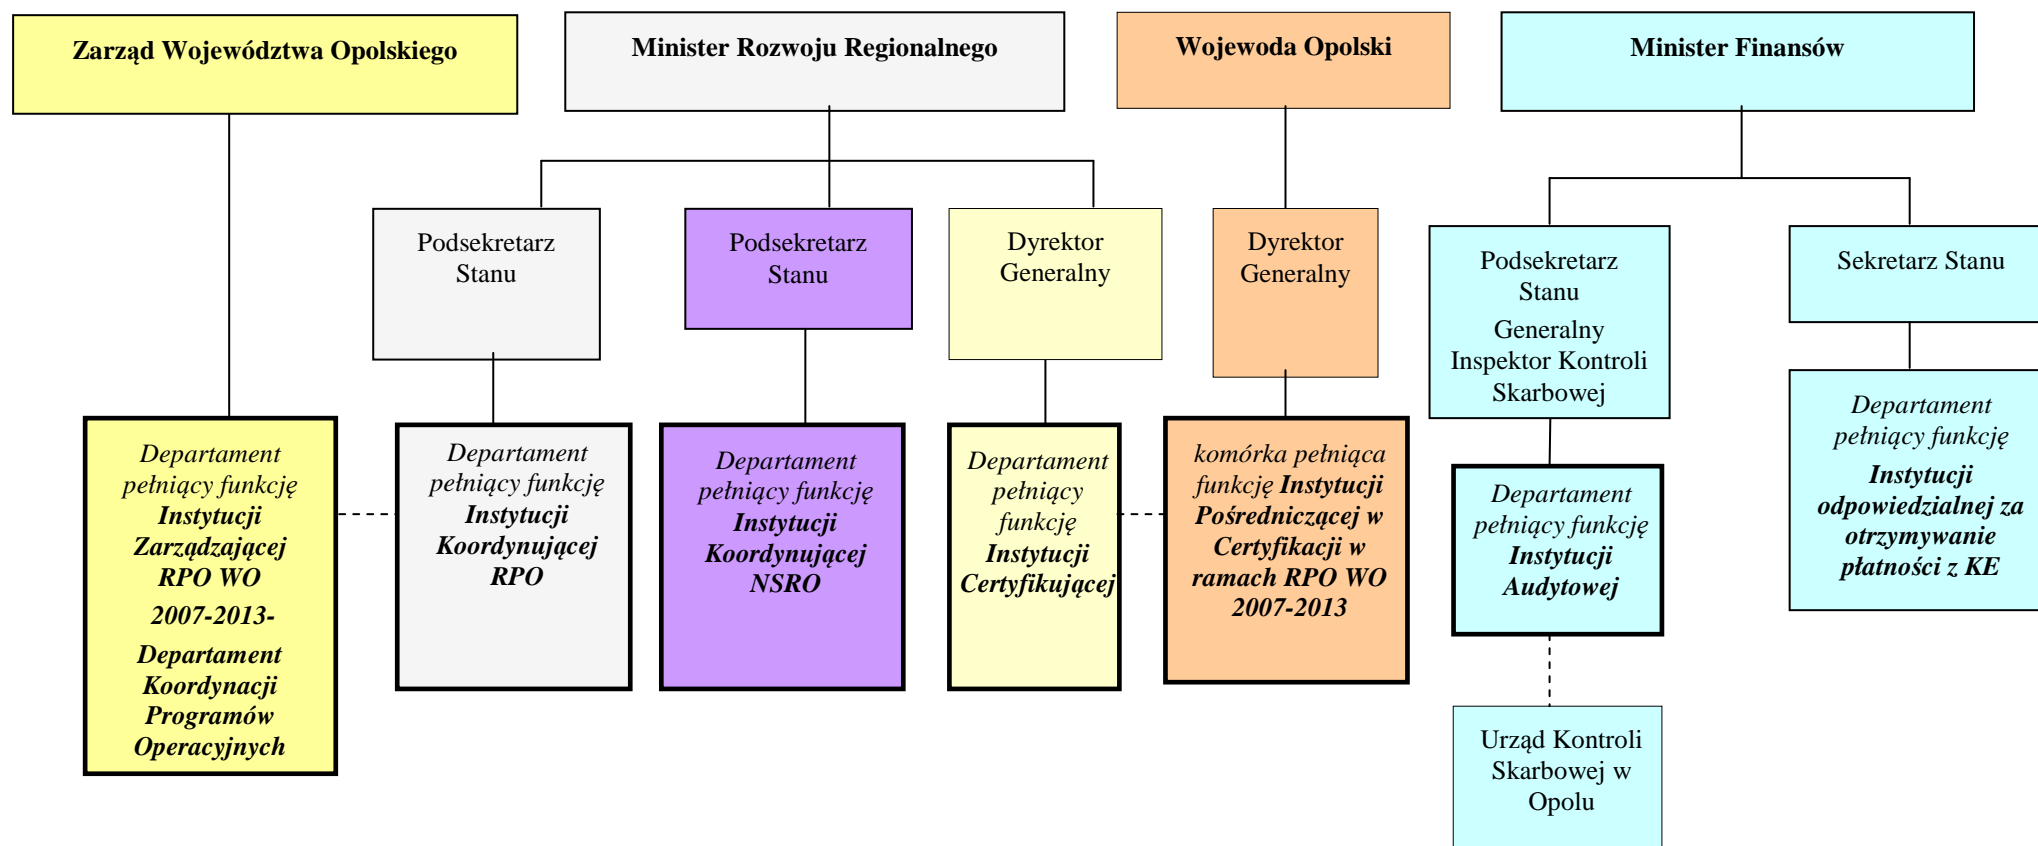 Zarząd Województwa Opolskiego
Minister Rozwoju Regionalnego
Wojewoda Opolski
Minister Finansów
Podsekretarz
Stanu
Podsekretarz
Stanu
Dyrektor
Generalny
Dyrektor
Generalny
Podsekretarz
Stanu
Generalny
Inspektor Kontroli
Skarbowej
Sekretarz Stanu
Departament
pełniący funkcję
Instytucji
Zarządzającej
RPO WO
2007-2013-
Departament
Koordynacji
Programów
Operacyjnych
Departament
pełniący funkcję
Instytucji
Koordynującej
RPO
Departament
pełniący funkcję
Instytucji
Koordynującej
NSRO
Departament
pełniący
funkcję
Instytucji
Certyfikującej
komórka pełniąca
funkcję Instytucji
Pośredniczącej w
Certyfikacji w
ramach RPO WO
2007-2013
Departament
pełniący funkcję
Instytucji
Audytowej
Departament
pełniący funkcję
Instytucji
odpowiedzialnej za
otrzymywanie
płatności z KE
Urząd Kontroli
Skarbowej w
Opolu